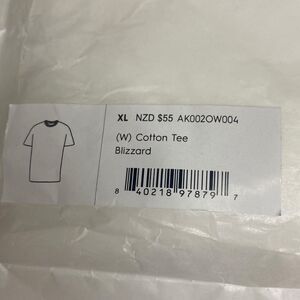 XL NZD $55 AK002OW004
(W) Cotton Tee
Blizzard
8 40218 97879 7